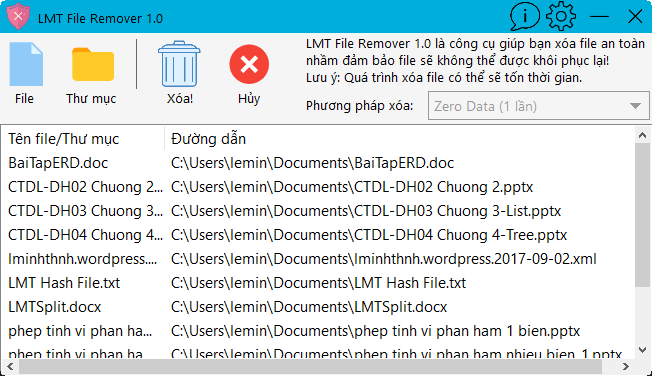 LMT File Remover 1.0
File
Thư mục
Xóa!
Hủy
LMT File Remover 1.0 là công cụ giúp bạn xóa file an toàn
nhằm đảm bảo file sẽ không thể được khôi phục lại!
Lưu ý: Quá trình xóa file có thể sẽ tốn thời gian.
Phương pháp xóa: Zero Data (1 lần)
Tên file/Thư mục Đường dẫn
BaiTapERD.doc C:\Users\lemin\Documents\BaiTapERD.doc
CTDL-DH02 Chuong 2... C:\Users\lemin\Documents\CTDL-DH02 Chuong 2.pptx
CTDL-DH03 Chuong 3... C:\Users\lemin\Documents\CTDL-DH03 Chuong 3-List.pptx
CTDL-DH04 Chuong 4... C:\Users\lemin\Documents\CTDL-DH04 Chuong 4-Tree.pptx
lminhthnh.wordpress.... C:\Users\lemin\Documents\lminhthnh.wordpress.2017-09-02.xml
LMT Hash File.txt C:\Users\lemin\Documents\LMT Hash File.txt
LMTSplit.docx C:\Users\lemin\Documents\LMTSplit.docx
phep tinh vi phan ha... C:\Users\lemin\Documents\phep tinh vi phan ham 1 bien.pptx
phep tinh vi phan ha... C:\Users\lemin\Documents\phep tinh vi phan ham nhieu bien_1.pptx